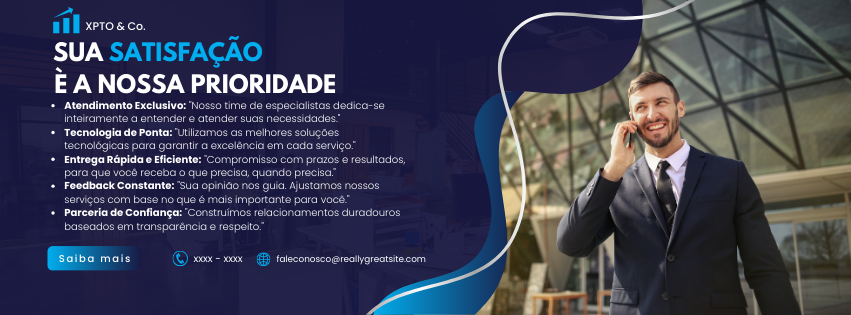 XPTO & Co.
SUA SATISFAÇÃO
È A NOSSA PRIORIDADE
• Atendimento Exclusivo: "Nosso time de especialistas dedica-se
inteiramente a entender e atender suas necessidades."
• Tecnologia de Ponta: "Utilizamos as melhores soluções
tecnológicas para garantir a excelência em cada serviço."
• Entrega Rápida e Eficiente: "Compromisso com prazos e resultados,
para que você receba o que precisa, quando precisa."
• Feedback Constante: "Sua opinião nos guia. Ajustamos nossos
serviços com base no que é mais importante para você."
• Parceria de Confiança: "Construímos relacionamentos duradouros
baseados em transparência e respeito."
Saiba mais
xxxx - xxxx
faleconosco@reallygreatsite.com